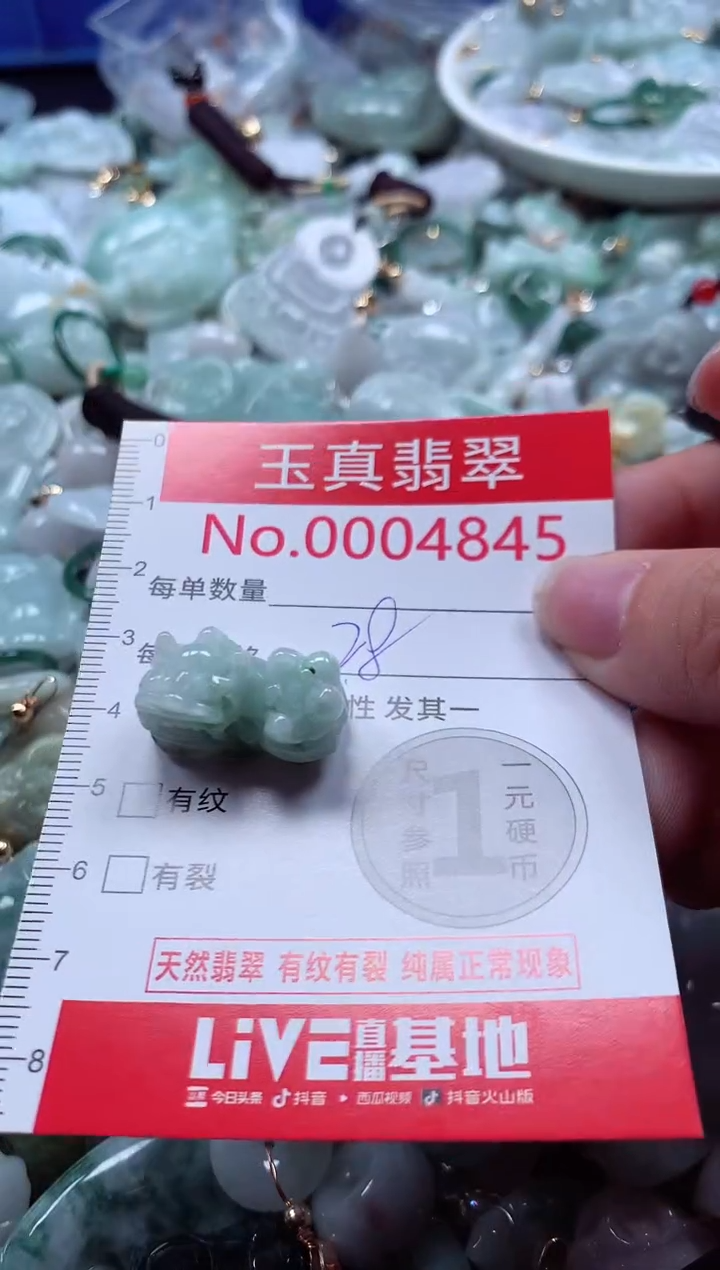 玉真翡翠
No.0004845
每单数量
每
28
性 发其一
有纹
有裂
尺寸参照
1
一元硬币
天然翡翠 有纹有裂 纯属正常现象
LiVE直播基地
今日头条 抖音 • 西瓜视频 抖音火山版
0
1
2
3
4
5
6
7
8